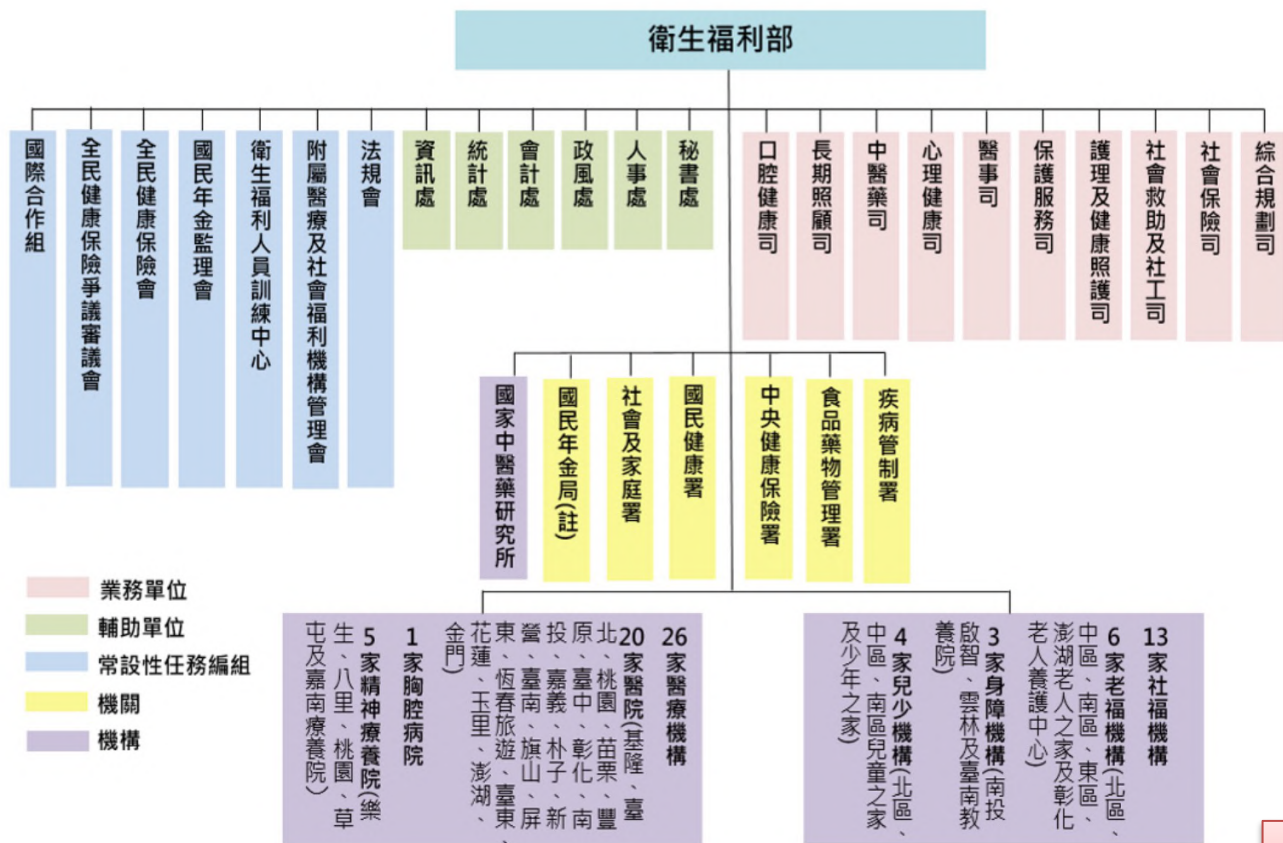 衛生福利部
國際合作組
全民健康保險爭議審議會
全民健康保險會
國民年金監理會
衛生福利人員訓練中心
附屬醫療及社會福利機構管理會
法規會
資訊處
統計處
會計處
政風處
人事處
秘書處
口腔健康司
長期照顧司
中醫藥司
心理健康司
醫事司
保護服務司
護理及健康照護司
社會救助及社工司
社會保險司
綜合規劃司
國家中醫藥研究所
國民年金局(註)
社會及家庭署
國民健康署
中央健康保險署
食品藥物管理署
疾病管制署
業務單位
輔助單位
常設性任務編組
機關
機構
26家醫療機構
20家醫院(基隆、臺
北、桃園、苗栗、豐
原、臺中、彰化、南
投、嘉義、朴子、新
營、臺南、旗山、屏
東、恆春旅遊、臺東、
花蓮、玉里、澎湖、
金門)
1家胸腔病院
5家精神療養院(樂
生、八里、桃園、草
屯及嘉南療養院)
13家社福機構
6家老福機構(北區、
中區、南區、東區、
澎湖老人之家及彰化
老人養護中心)
3家身障機構(南投
啟智、雲林及臺南教
養院)
4家兒少機構(北區、
中區、南區兒童之家
及少年之家)